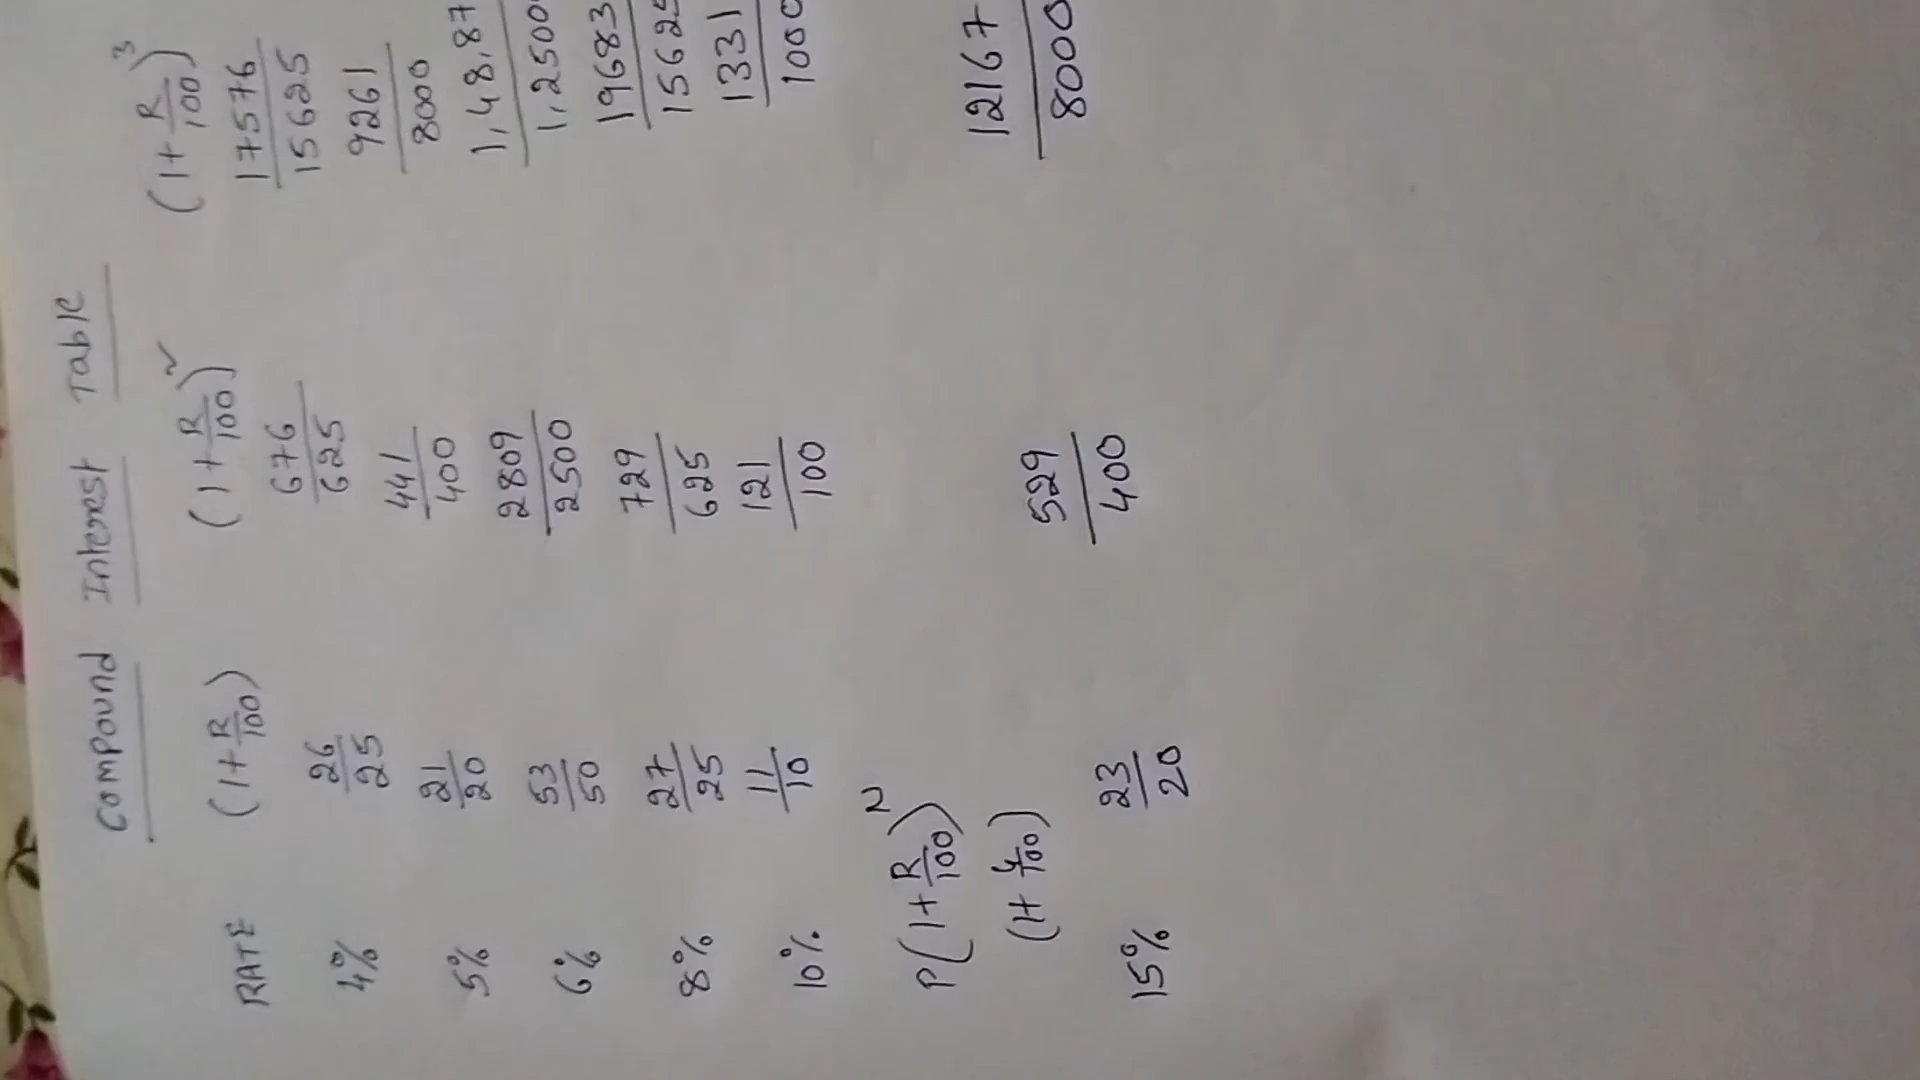 Compound Interest Table
RATE (1+R/100) (1+R/100)² (1+R/100)³
4% 26/25 676/625 17576/15625
5% 21/20 441/400 9261/8000
6% 53/50 2809/2500 1,48,87/1,2500
8% 27/25 729/625 19683/15625
10% 11/10 121/100 1331/1000
P(1+R/100)^N
(1+4/100)
15% 23/20 529/400 12167/8000